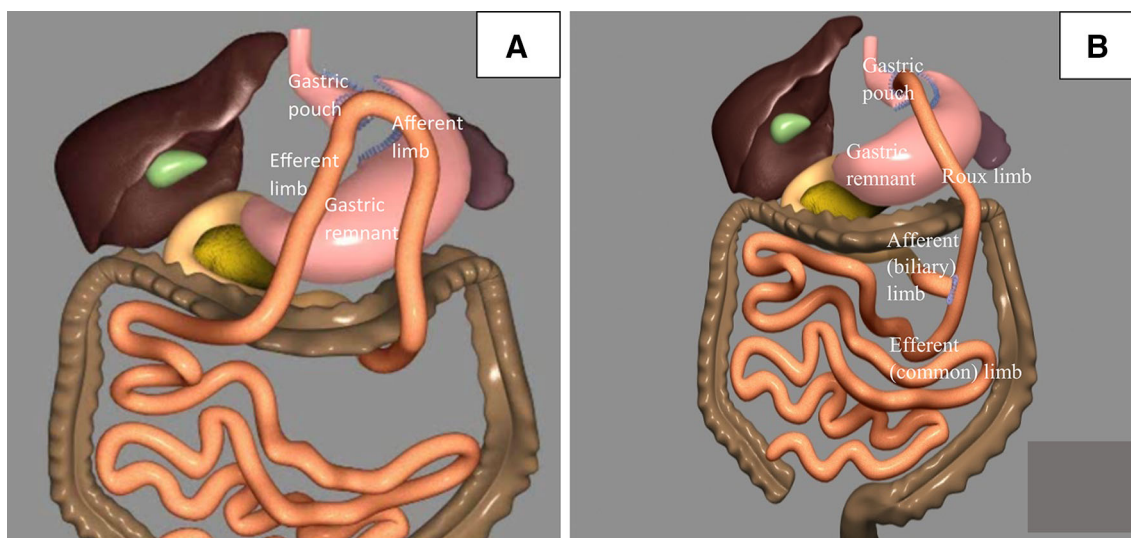 A
Gastric
pouch
Afferent
limb
Efferent
limb
Gastric
remnant
B
Gastric
pouch
Gastric
remnant
Roux limb
Afferent
(biliary)
limb
Efferent
(common) limb